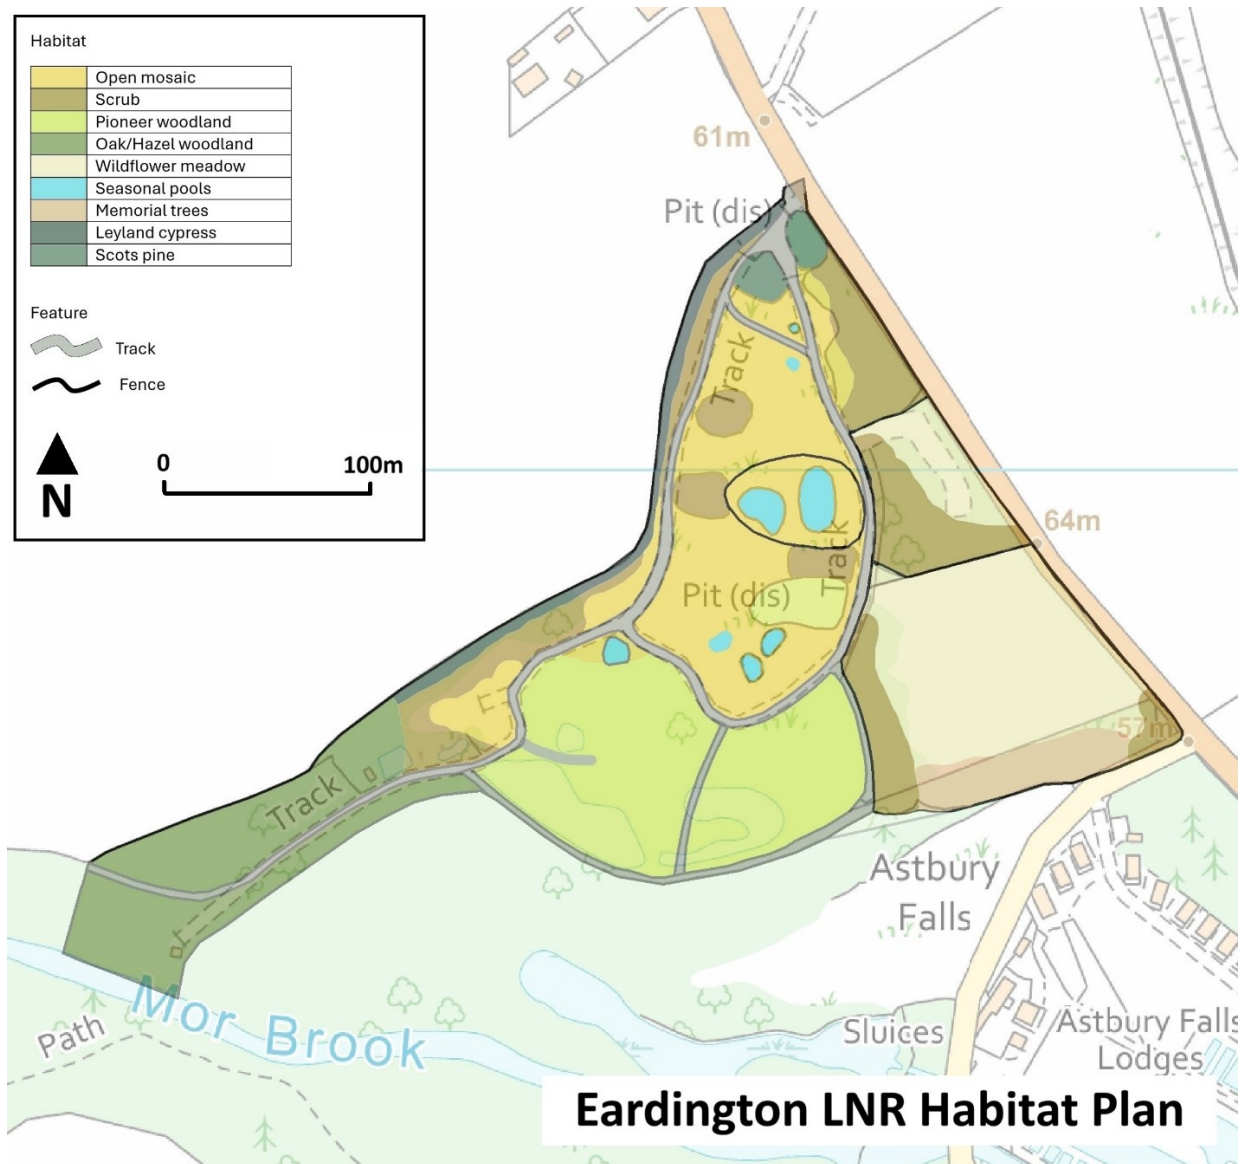 Habitat
Open mosaic
Scrub
Pioneer woodland
Oak/Hazel woodland
Wildflower meadow
Seasonal pools
Memorial trees
Leyland cypress
Scots pine
Feature
Track
Fence
N
0
100m
61m
Pit (dis)
Track
64m
Track
Pit (dis)
57m
Track
Astbury
Falls
Mor Brook
Path
Sluices
Astbury Falls
Lodges
Eardington LNR Habitat Plan